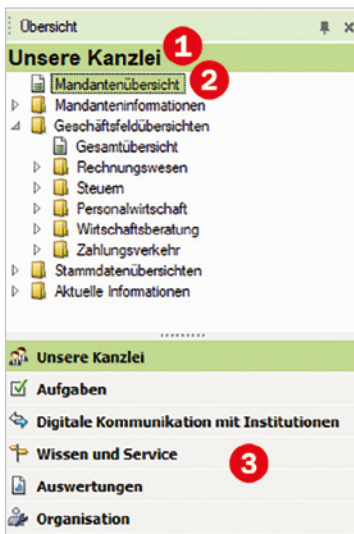 Übersicht
Unsere Kanzlei 1
Mandantenübersicht 2
Mandanteninformationen
Geschäftsfeldübersichten
Gesamtübersicht
Rechnungswesen
Steuern
Personalwirtschaft
Wirtschaftsberatung
Zahlungsverkehr
Stammdatenübersichten
Aktuelle Informationen
Unsere Kanzlei
Aufgaben
Digitale Kommunikation mit Institutionen
Wissen und Service 3
Auswertungen
Organisation